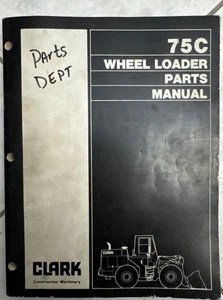 Parts
DEPT
75C
WHEEL LOADER
PARTS
MANUAL
CLARK
Construction Machinery